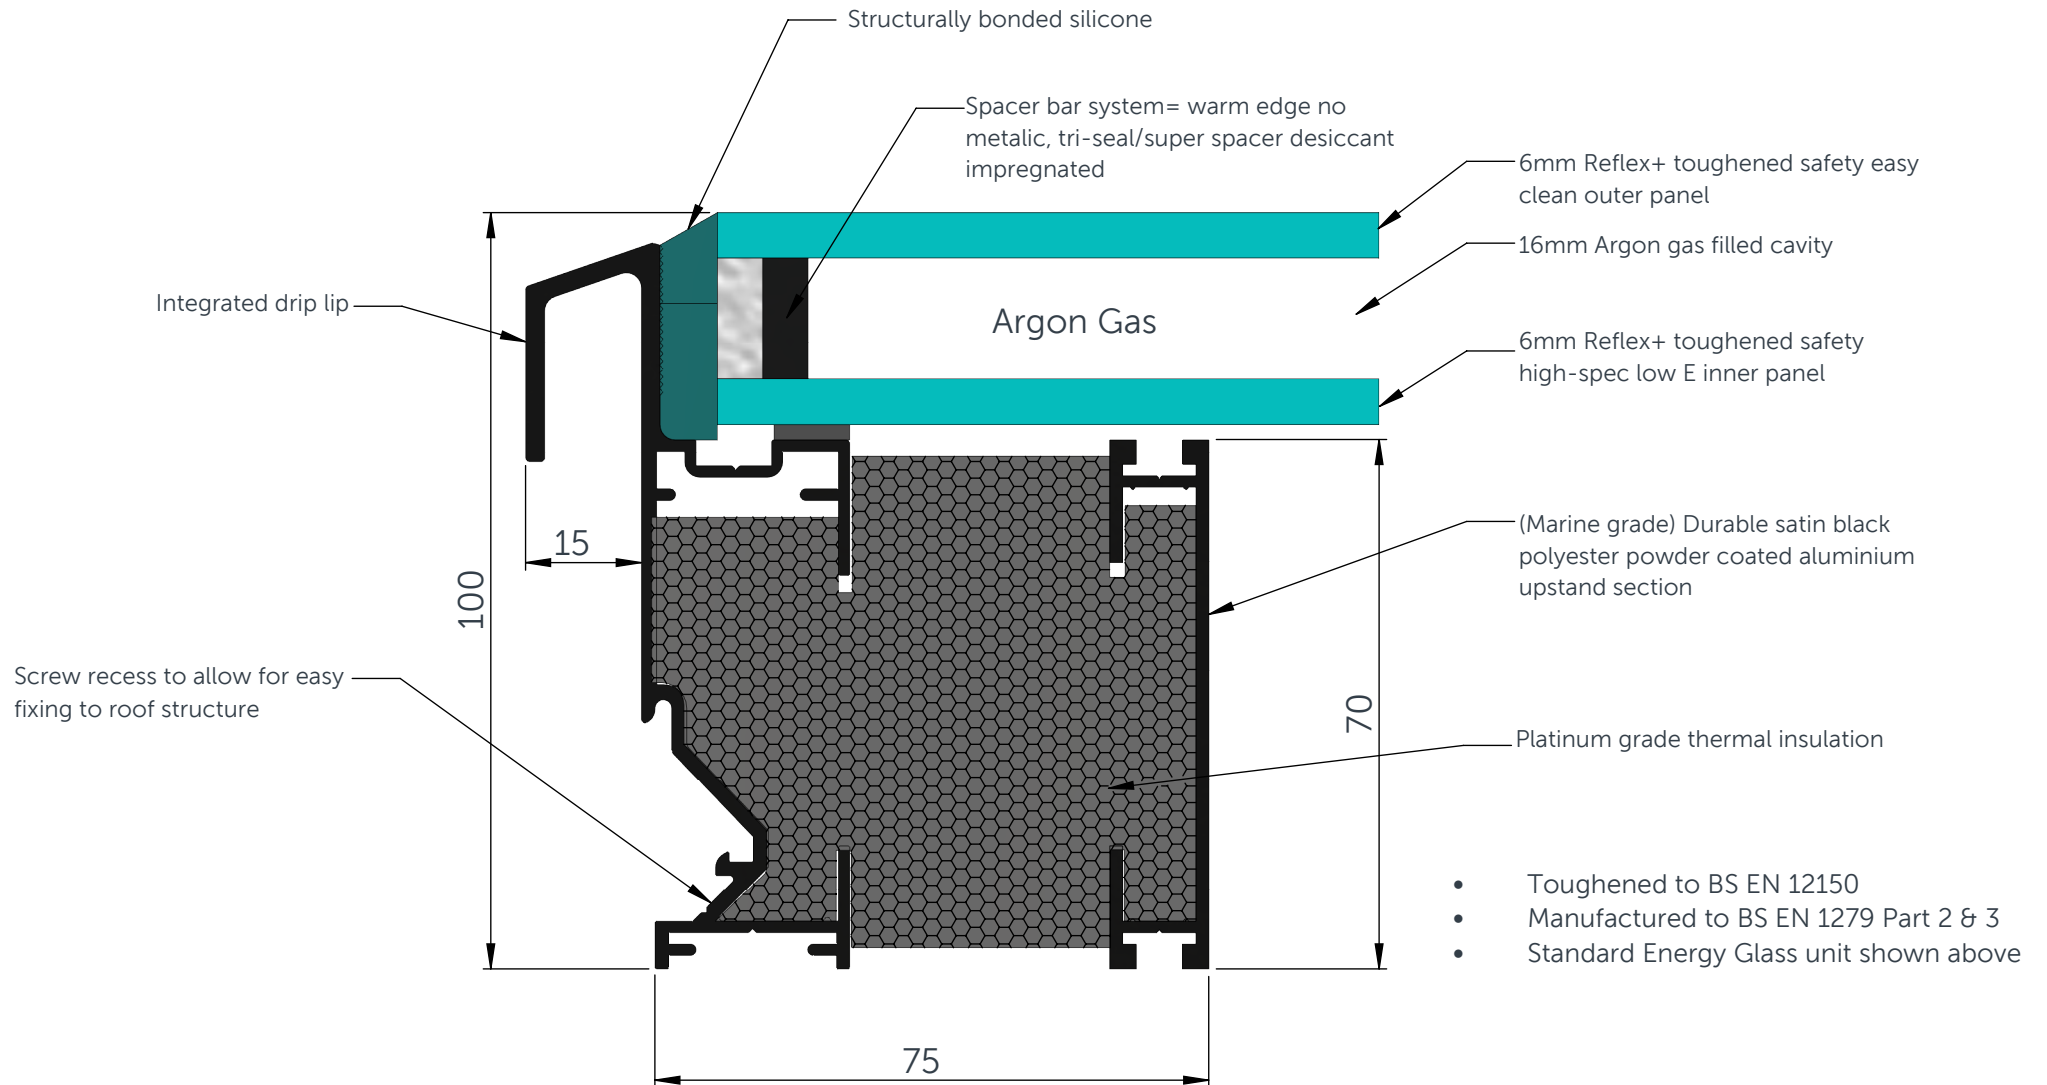 Structurally bonded silicone
Spacer bar system= warm edge no
metalic, tri-seal/super spacer desiccant
impregnated
6mm Reflex+ toughened safety easy
clean outer panel
16mm Argon gas filled cavity
Integrated drip lip
Argon Gas
6mm Reflex+ toughened safety
high-spec low E inner panel
15
100
(Marine grade) Durable satin black
polyester powder coated aluminium
upstand section
Screw recess to allow for easy
fixing to roof structure
70
Platinum grade thermal insulation
• Toughened to BS EN 12150
• Manufactured to BS EN 1279 Part 2 & 3
• Standard Energy Glass unit shown above
75